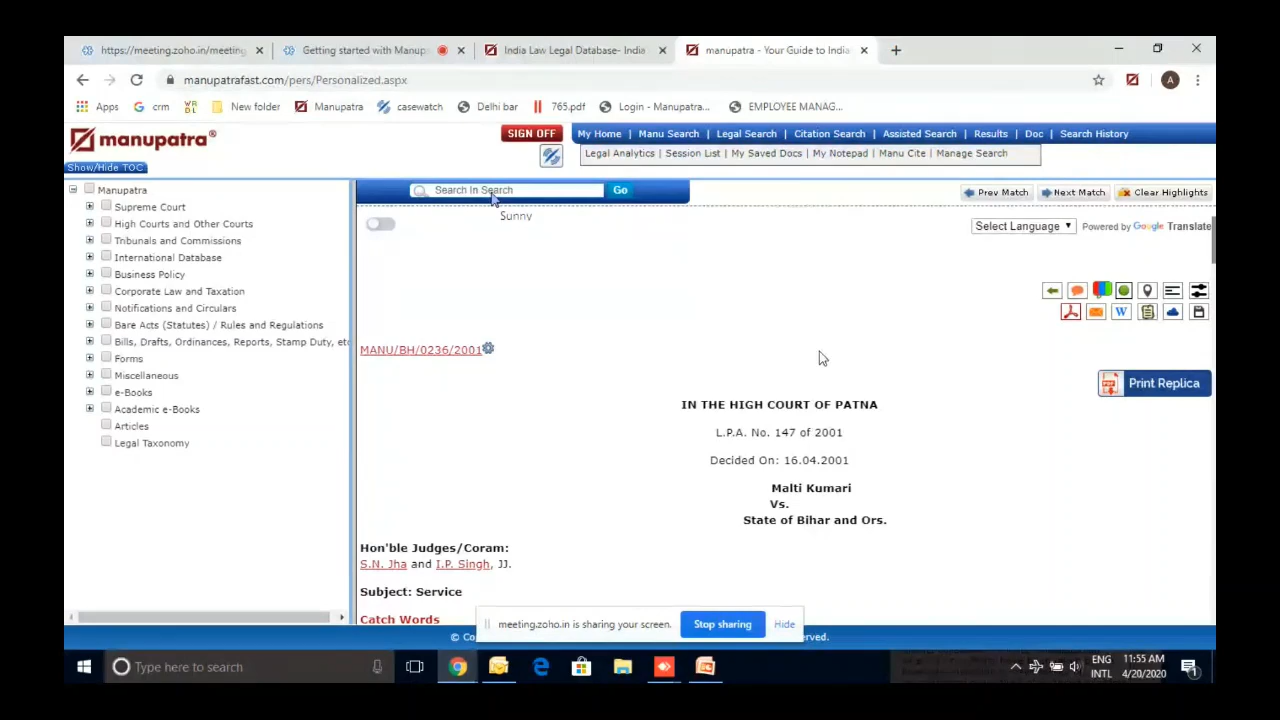 https://meeting.zoho.in/meeting
Getting started with Manup
India Law Legal Database- India
manupatra - Your Guide to India
manupatrafast.com/pers/Personalized.aspx
A
Apps
crm
New folder
Manupatra
casewatch
Delhi bar
765.pdf
Login - Manupatra...
EMPLOYEE MANAG...
manupatra®
SIGN OFF
My Home | Manu Search | Legal Search | Citation Search | Assisted Search | Results | Doc | Search History
Legal Analytics | Session List | My Saved Docs | My Notepad | Manu Cite | Manage Search
Show/Hide TOC
Manupatra
Supreme Court
High Courts and Other Courts
Tribunals and Commissions
International Database
Business Policy
Corporate Law and Taxation
Notifications and Circulars
Bare Acts (Statutes) / Rules and Regulations
Bills, Drafts, Ordinances, Reports, Stamp Duty, etc
Forms
Miscellaneous
e-Books
Academic e-Books
Articles
Legal Taxonomy
Search In Search
Go
Prev Match
Next Match
Clear Highlights
Sunny
Select Language
Powered by Google Translate
MANU/BH/0236/2001
Print Replica
IN THE HIGH COURT OF PATNA
L.P.A. No. 147 of 2001
Decided On: 16.04.2001
Malti Kumari
Vs.
State of Bihar and Ors.
Hon'ble Judges/Coram:
S.N. Jha and I.P. Singh, JJ.
Subject: Service
Catch Words
meeting.zoho.in is sharing your screen.
Stop sharing
Hide
© Co
erved.
Type here to search
ENG
INTL
11:55 AM
4/20/2020
1